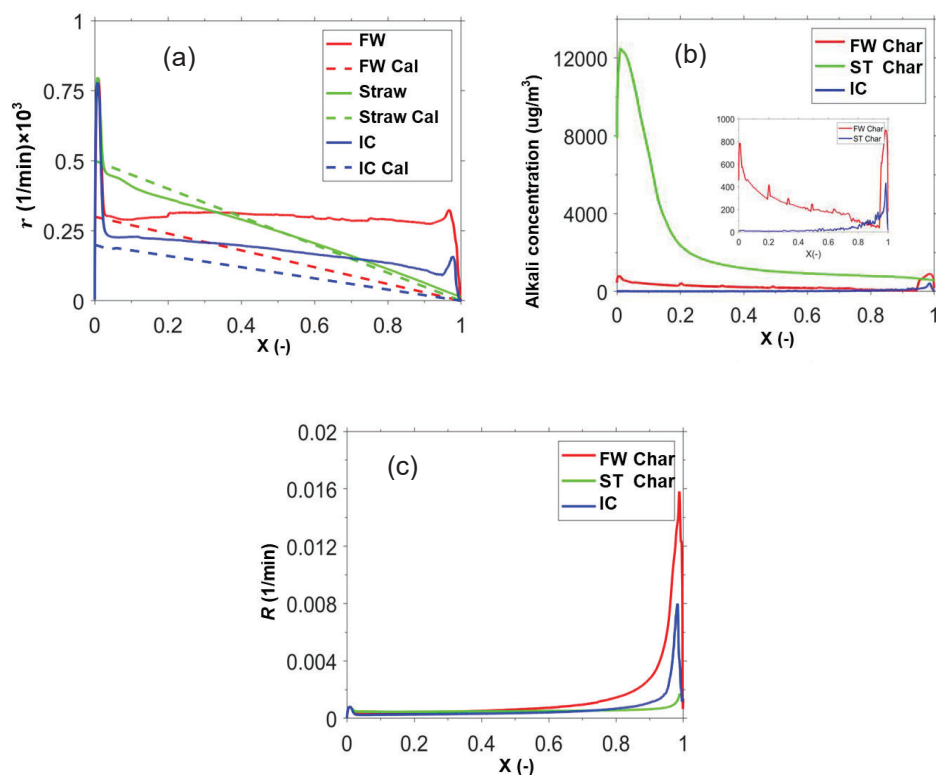 (a)
r (1/min)×10³
1
0.75
0.5
0.25
0
FW
FW Cal
Straw
Straw Cal
IC
IC Cal
0 0.2 0.4 0.6 0.8 1
X (-)
(b)
Alkali concentration (ug/m³)
12000
8000
4000
0
FW Char
ST Char
IC
1000
800
600
400
200
0
FW Char
ST Char
0 0.2 0.4 0.6 0.8 1
X(-)
0 0.2 0.4 0.6 0.8 1
X (-)
(c)
R (1/min)
0.02
0.016
0.012
0.008
0.004
0
FW Char
ST Char
IC
0 0.2 0.4 0.6 0.8 1
X (-)